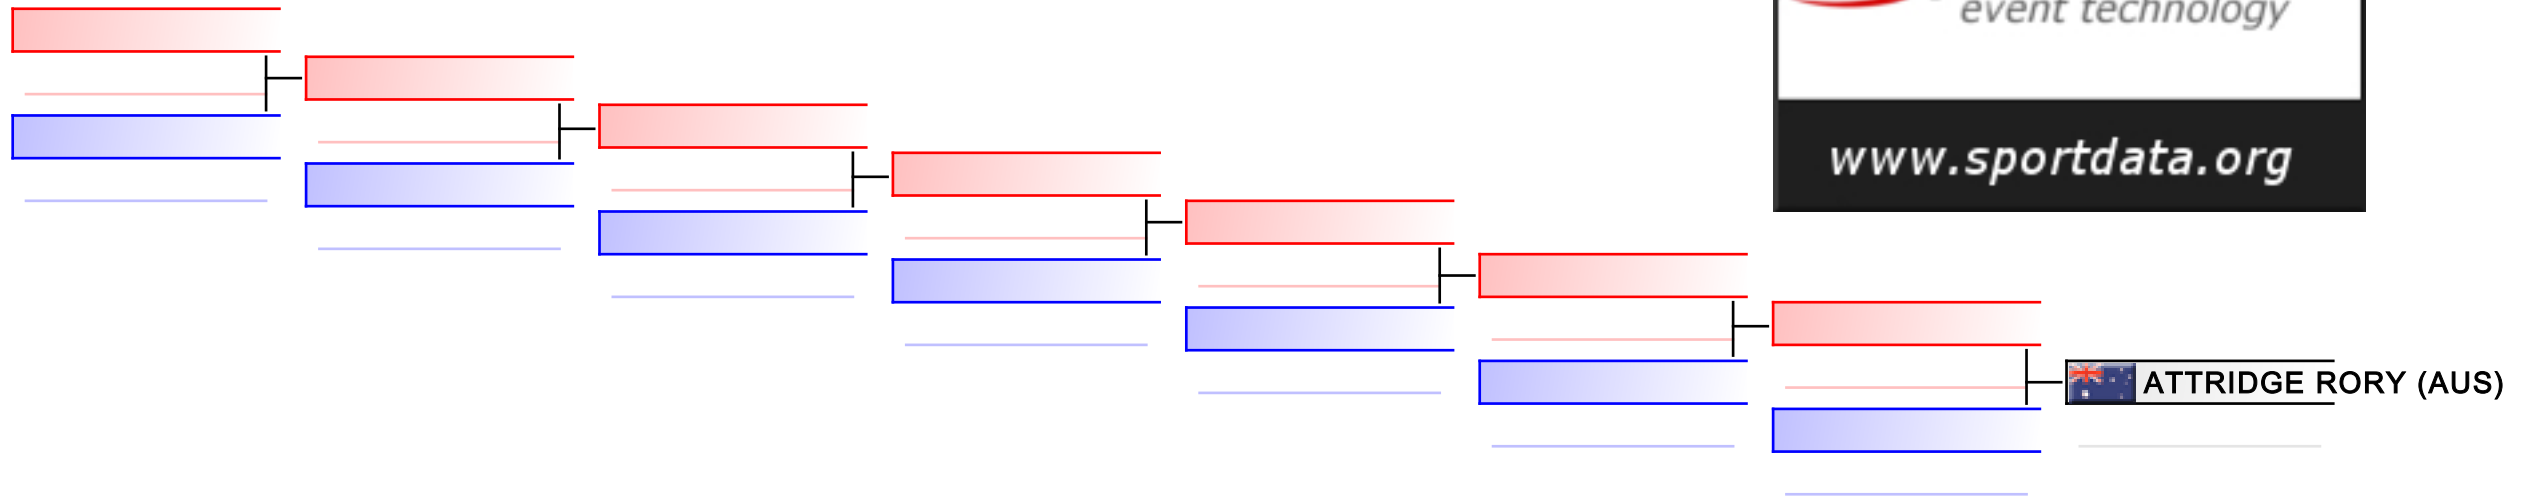 event technology
www.sportdata.org
ATTRIDGE RORY (AUS)